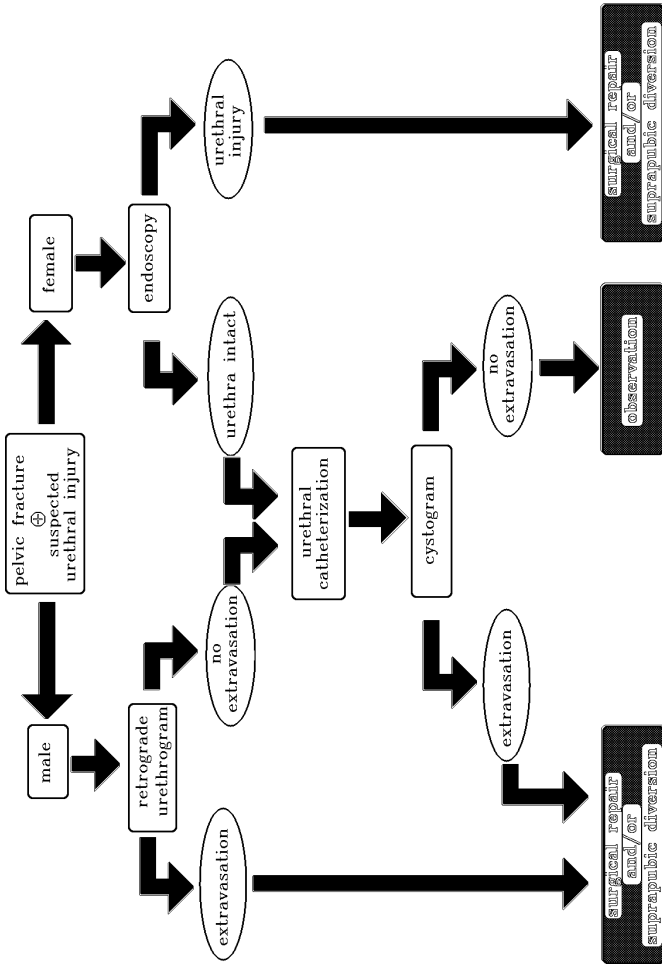 pelvic fracture
⊕
suspected
urethral injury
male
female
retrograde
urethrogram
endoscopy
extravasation
no
extravasation
urethra intact
urethral
injury
urethral
catheterization
cystogram
extravasation
no
extravasation
surgical repair
and/or
suprapubic diversion
observation
surgical repair
and/or
suprapubic diversion